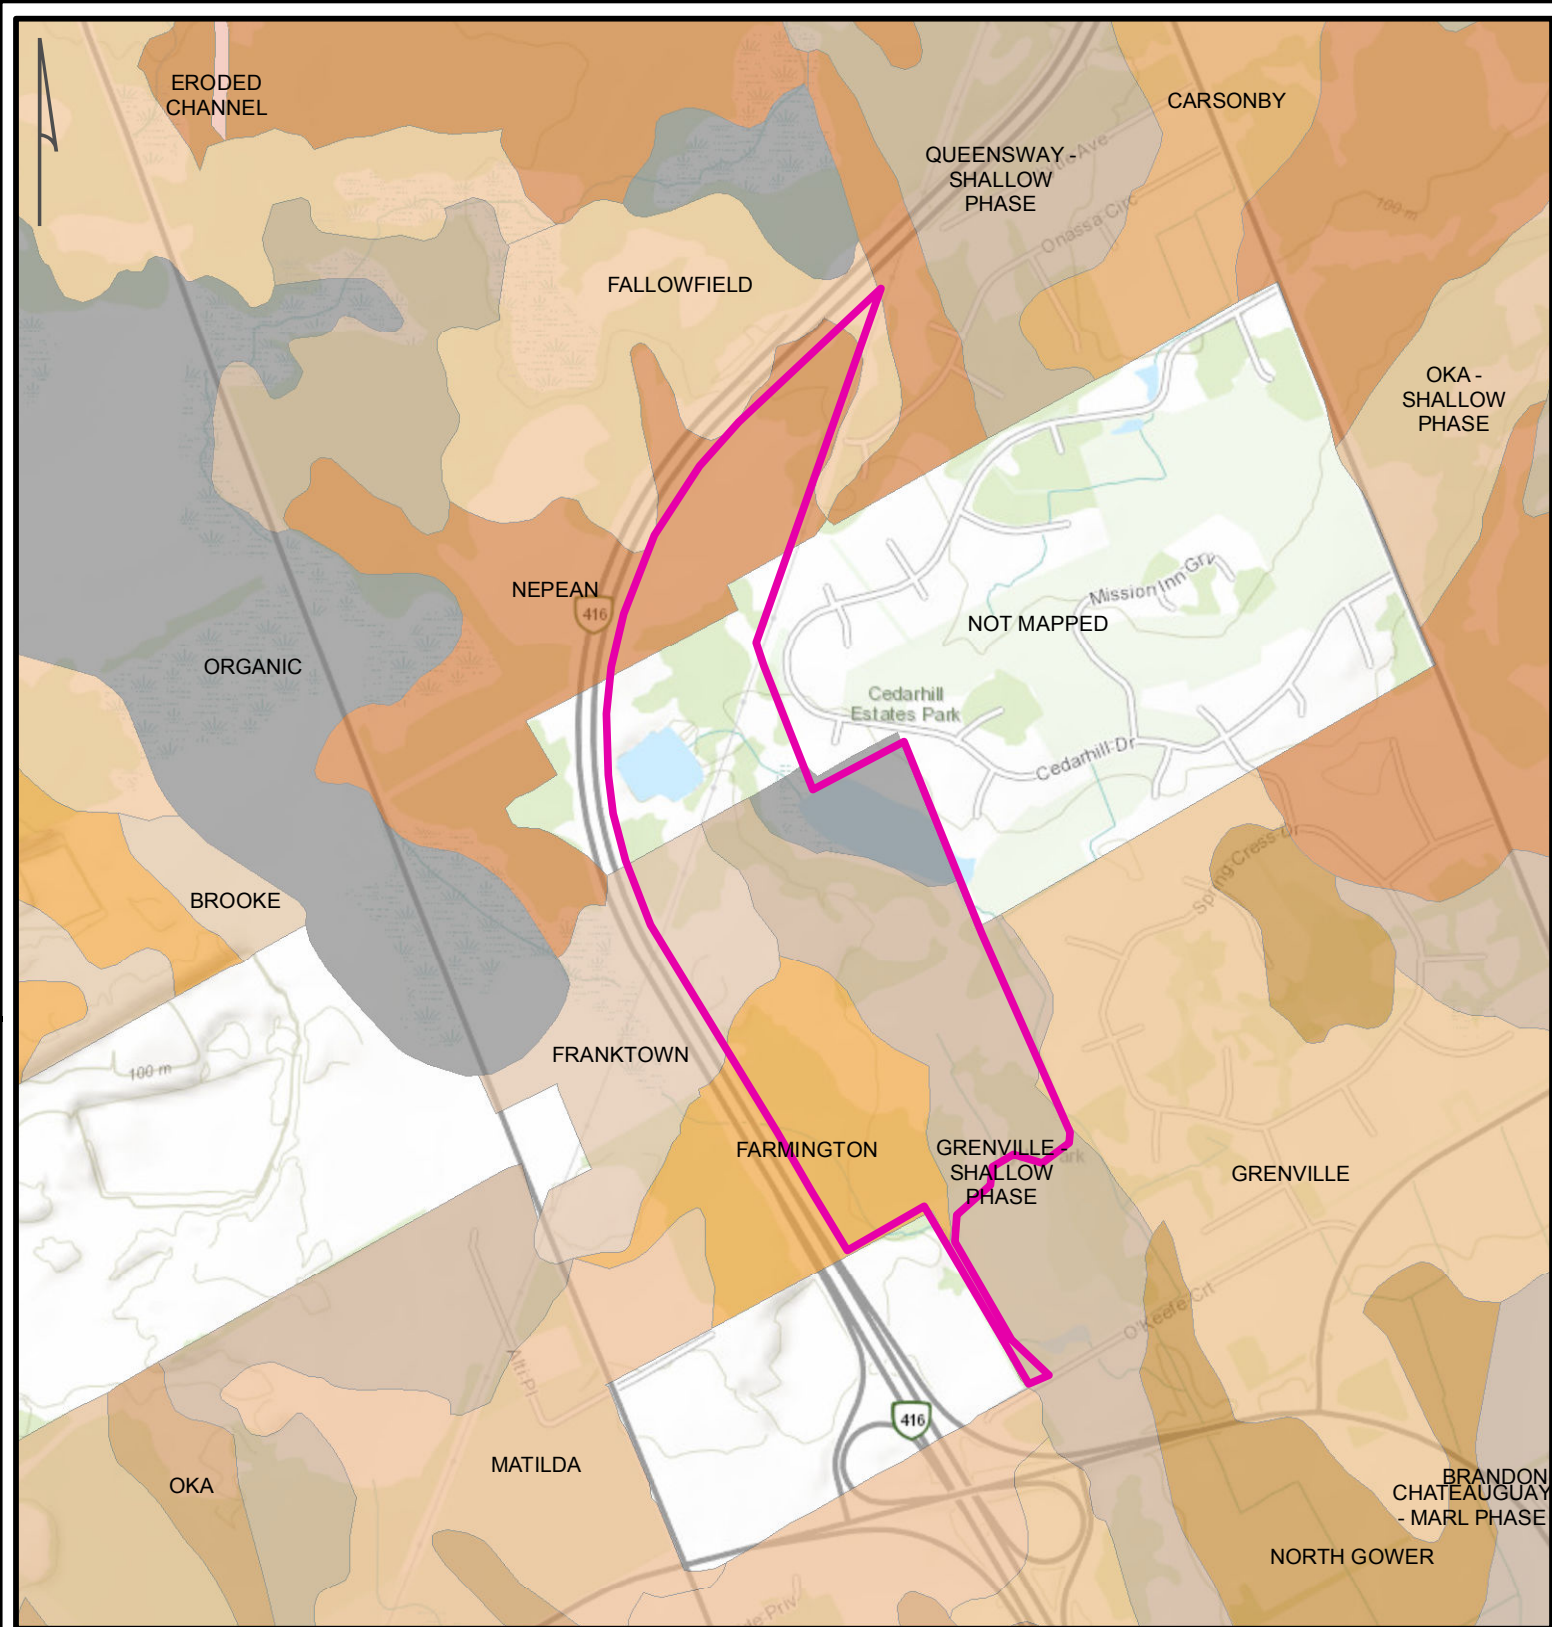 ERODED
CHANNEL
CARSONBY
QUEENSWAY -
SHALLOW
PHASE
Onassa Circ
100 m
FALLOWFIELD
OKA -
SHALLOW
PHASE
NEPEAN
416
Mission Inn Grv
NOT MAPPED
ORGANIC
Cedarhill
Estates Park
Cedarhill Dr
Spring Cress Dr
BROOKE
FRANKTOWN
100 m
FARMINGTON
GRENVILLE -
SHALLOW
PHASE
GRENVILLE
O'Keefe Crt
416
MATILDA
OKA
BRANDON
CHATEAUGUAY
- MARL PHASE
NORTH GOWER